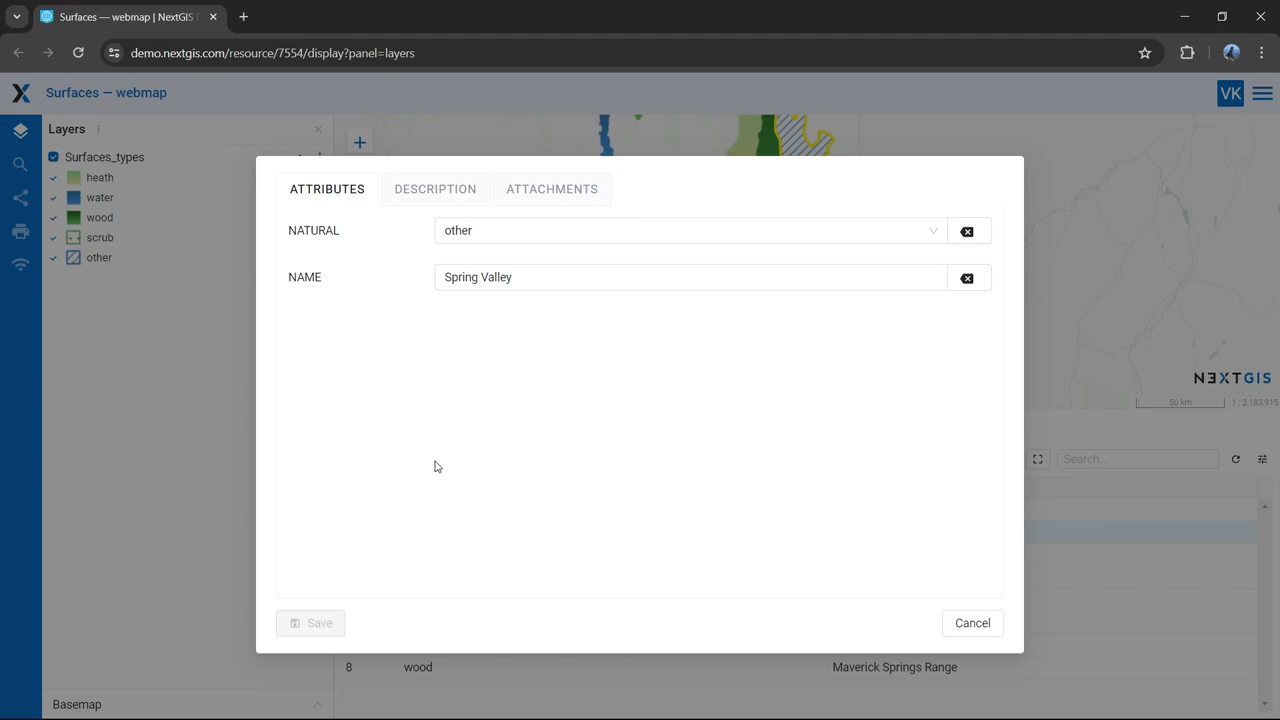 Surfaces — webmap | NextGIS
demo.nextgis.com/resource/7554/display?panel=layers
Surfaces — webmap
VK
Layers
Surfaces_types
heath
water
wood
scrub
other
ATTRIBUTES
DESCRIPTION
ATTACHMENTS
NATURAL
other
NAME
Spring Valley
NEXTGIS
50 km
1 : 2,183,915
Search...
Save
Cancel
8
wood
Maverick Springs Range
Basemap